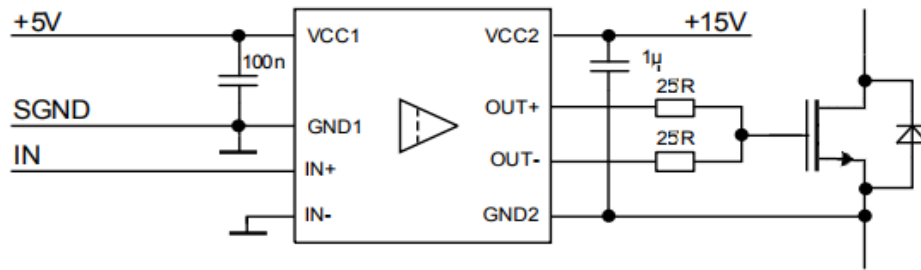 +5V
VCC1
VCC2
+15V
100n
1µ
25R
OUT+
SGND
GND1
25R
OUT-
IN
IN+
IN-
GND2